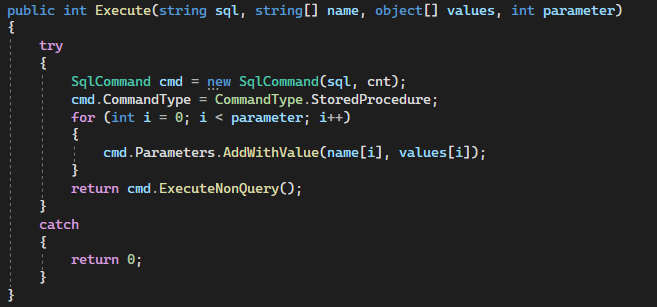 public int Execute(string sql, string[] name, object[] values, int parameter)
{
try
{
SqlCommand cmd = new SqlCommand(sql, cnt);
cmd.CommandType = CommandType.StoredProcedure;
for (int i = 0; i < parameter; i++)
{
cmd.Parameters.AddWithValue(name[i], values[i]);
}
return cmd.ExecuteNonQuery();
}
catch
{
return 0;
}
}